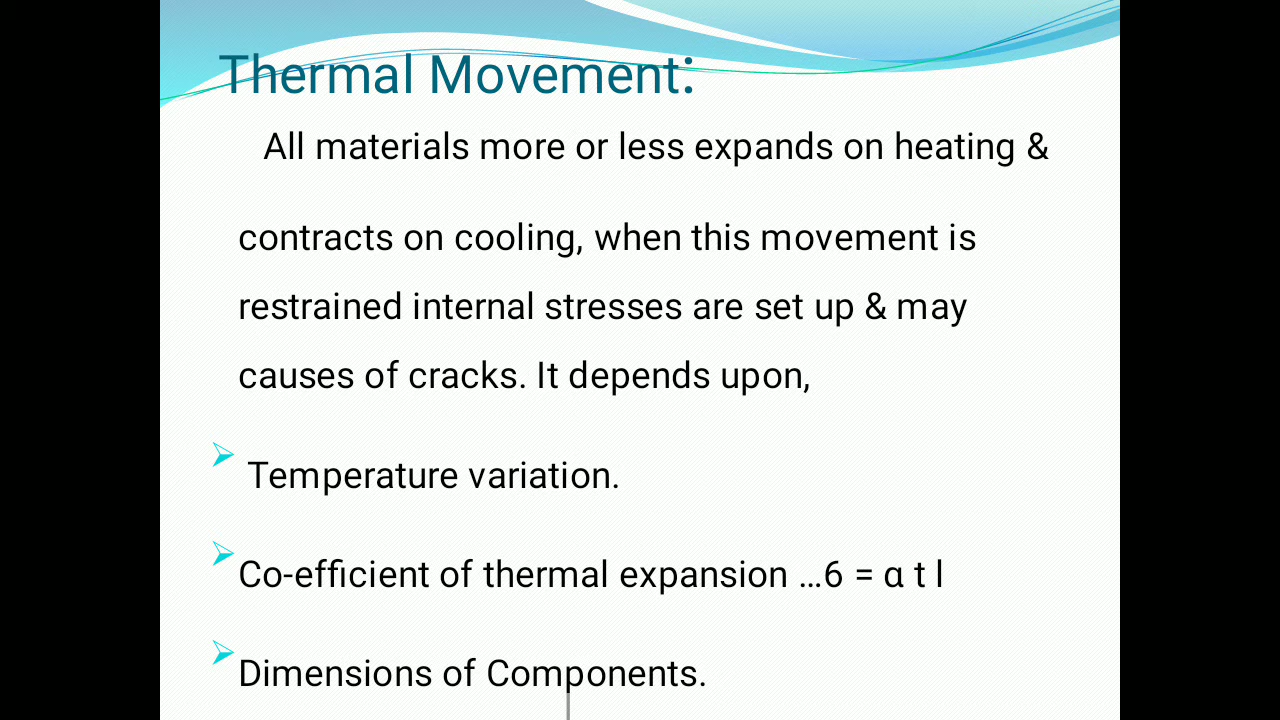 Thermal Movement:
All materials more or less expands on heating &
contracts on cooling, when this movement is
restrained internal stresses are set up & may
causes of cracks. It depends upon,
➢ Temperature variation.
➢ Co-efficient of thermal expansion …6 = α t l
➢ Dimensions of Components.